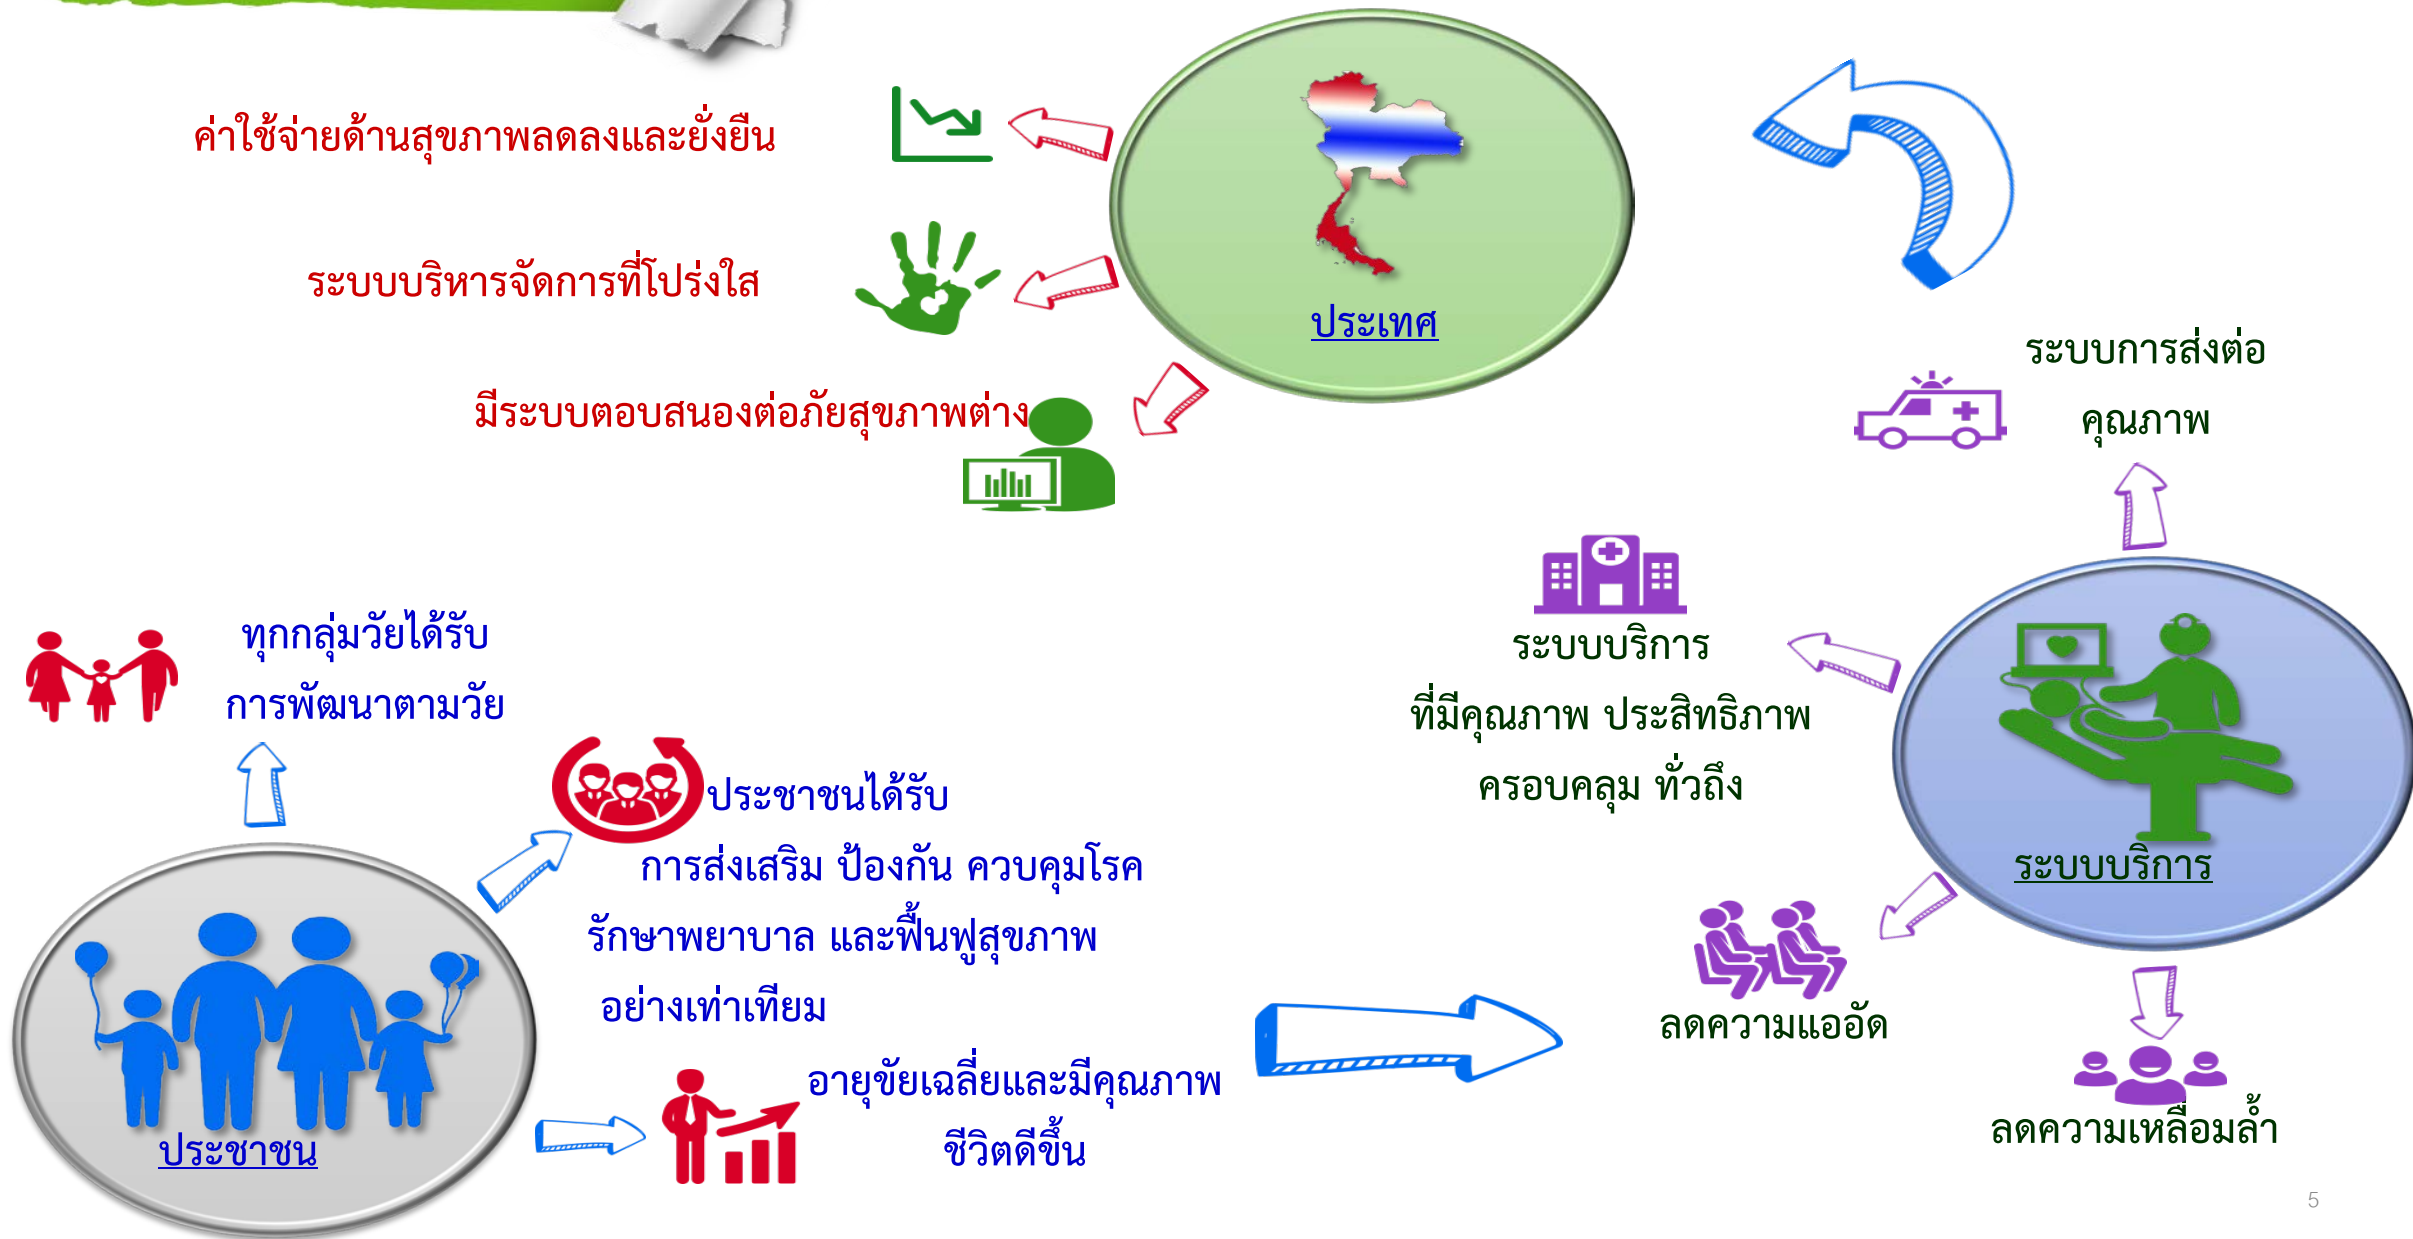 ค่าใช้จ่ายด้านสุขภาพลดลงและยั่งยืน
ระบบบริหารจัดการที่โปร่งใส
มีระบบตอบสนองต่อภัยสุขภาพต่าง
ประเทศ
ระบบการส่งต่อ
คุณภาพ
ระบบบริการ
ที่มีคุณภาพ ประสิทธิภาพ
ครอบคลุม ทั่วถึง
ระบบบริการ
ลดความแออัด
ลดความเหลื่อมล้ำ
ทุกกลุ่มวัยได้รับ
การพัฒนาตามวัย
ประชาชนได้รับ
การส่งเสริม ป้องกัน ควบคุมโรค
รักษาพยาบาล และฟื้นฟูสุขภาพ
อย่างเท่าเทียม
อายุขัยเฉลี่ยและมีคุณภาพ
ชีวิตดีขึ้น
ประชาชน
5